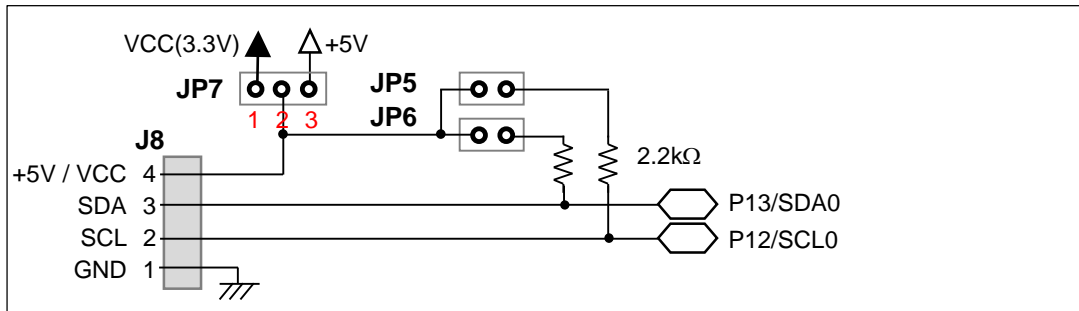 VCC(3.3V) +5V
JP7
1 2 3
JP5
JP6
J8
2.2kΩ
+5V / VCC 4
SDA 3
SCL 2
GND 1
P13/SDA0
P12/SCL0